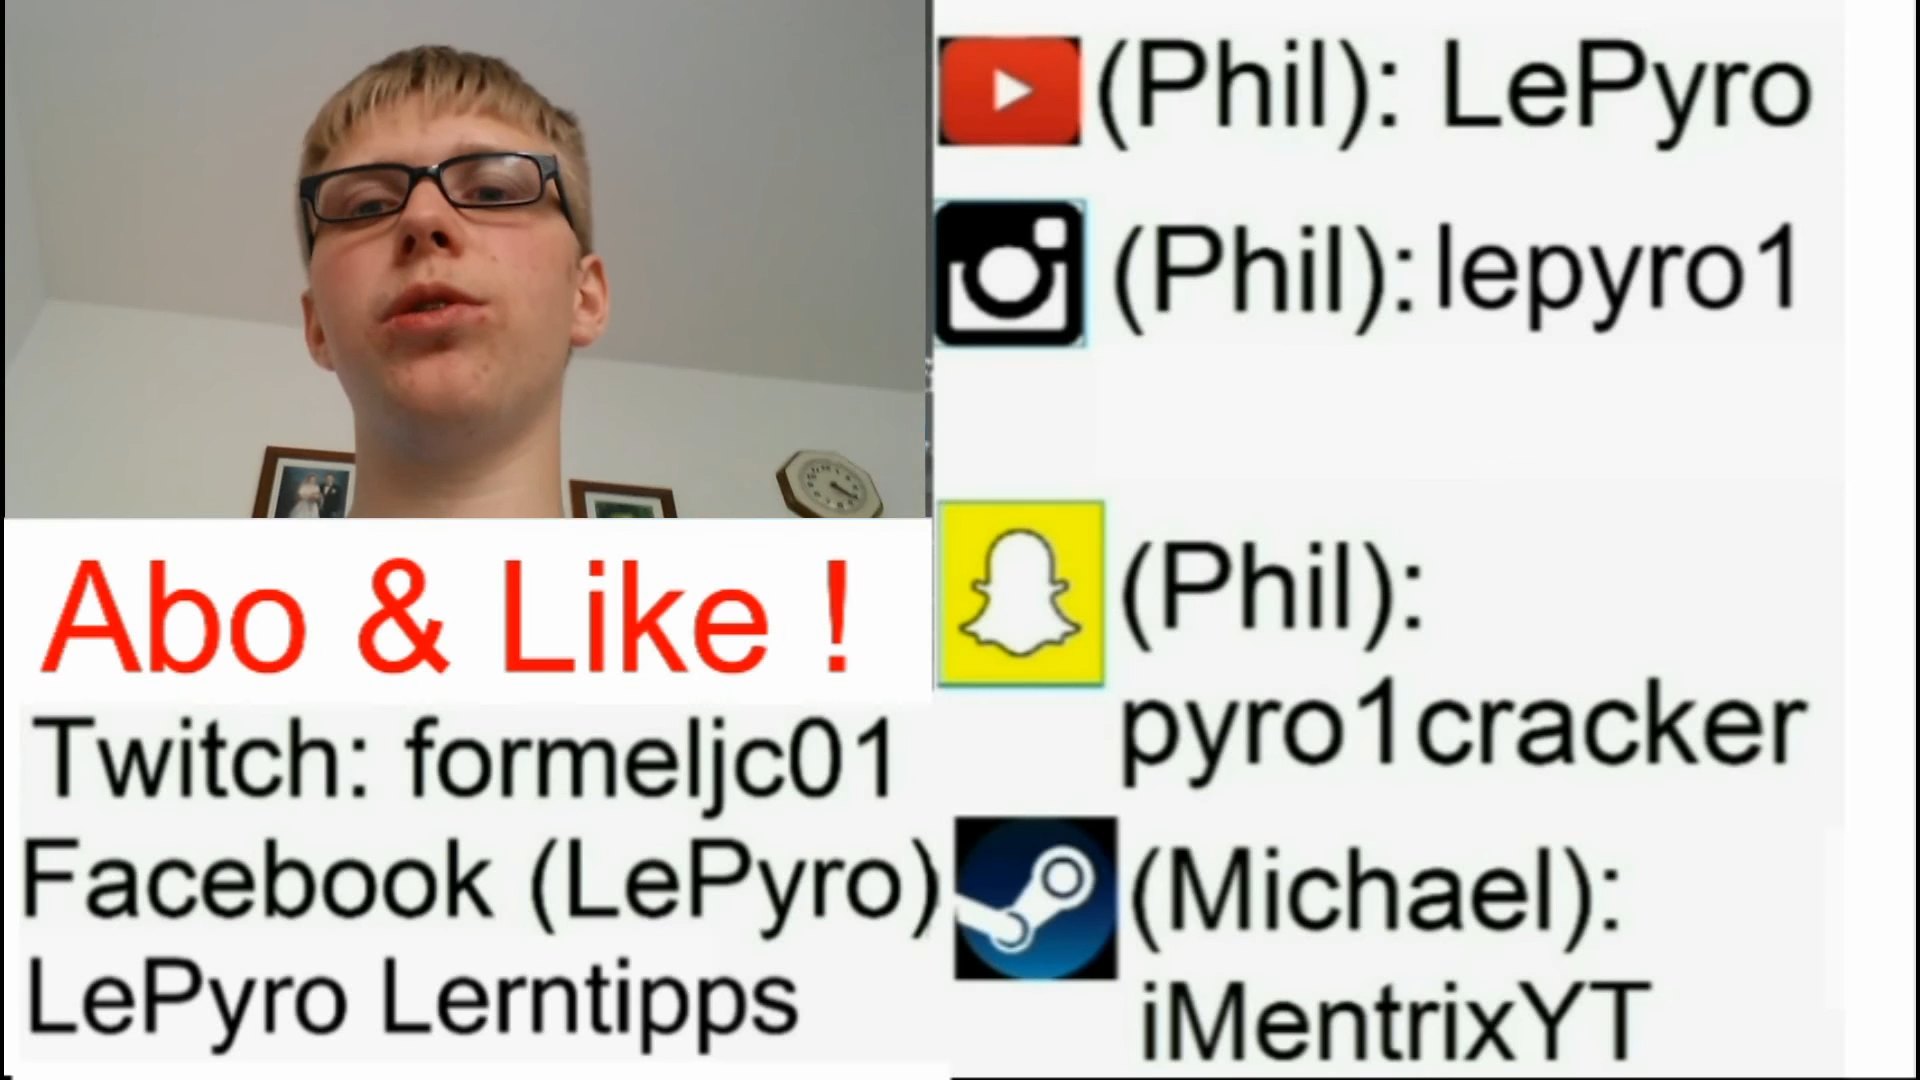 (Phil): LePyro
(Phil): lepyro1
(Phil):
pyro1cracker
(Michael):
iMentrixYT
Abo & Like !
Twitch: formeljc01
Facebook (LePyro)
LePyro Lerntipps